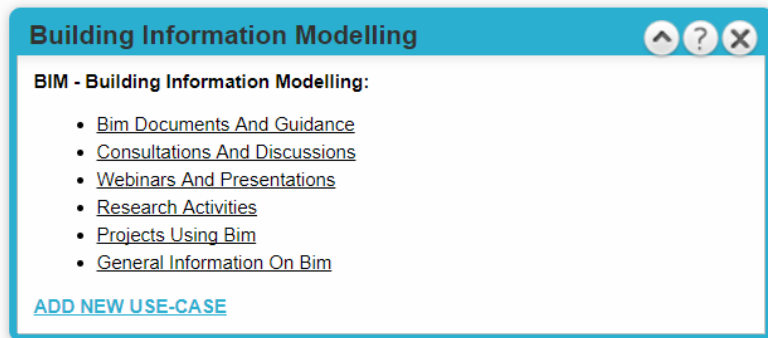 Building Information Modelling
?
BIM - Building Information Modelling:
Bim Documents And Guidance
Consultations And Discussions
Webinars And Presentations
Research Activities
Projects Using Bim
General Information On Bim
ADD NEW USE-CASE